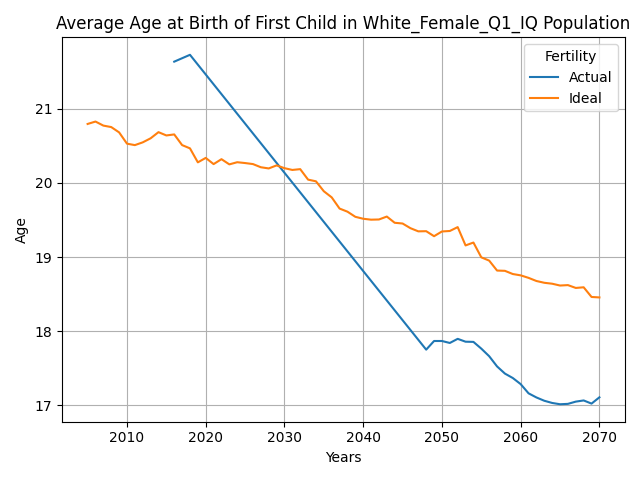 Average Age at Birth of First Child in White_Female_Q1_IQ Population
Fertility
Actual
Ideal
Age
21
20
19
18
17
2010 2020 2030 2040 2050 2060 2070
Years